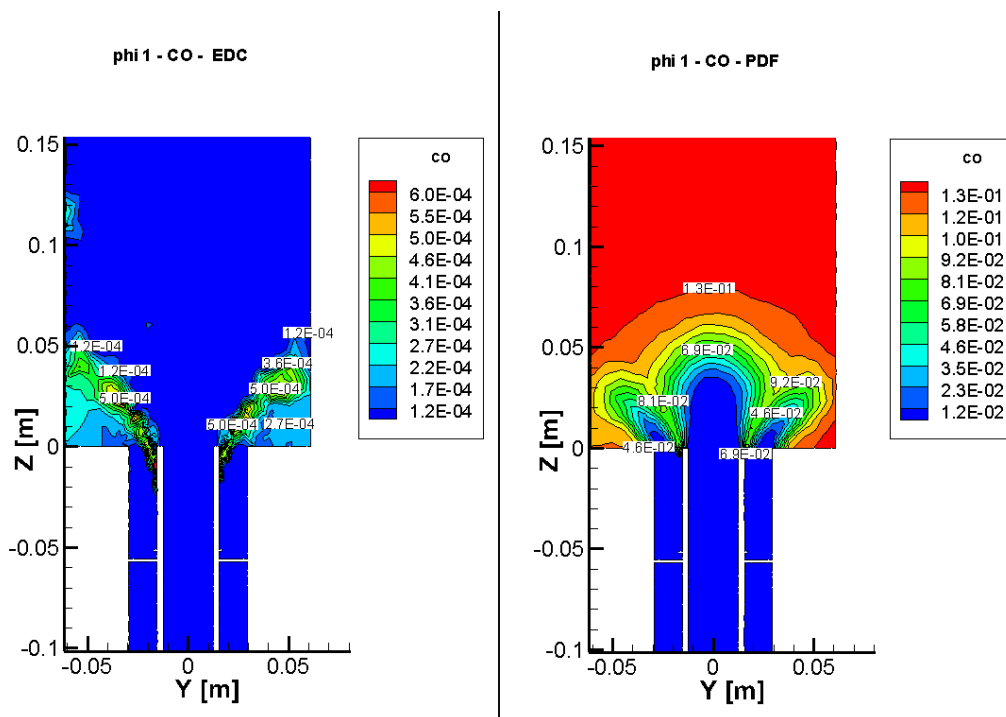 phi 1 - CO - EDC
0.15
0.1
0.05
0
-0.05
-0.1
Z [m]
-0.05
0
0.05
Y [m]
1.2E-04
1.2E-04
5.0E-04
1.2E-04
3.6E-04
5.0E-04
5.0E-04
2.7E-04
co
6.0E-04
5.5E-04
5.0E-04
4.6E-04
4.1E-04
3.6E-04
3.1E-04
2.7E-04
2.2E-04
1.7E-04
1.2E-04
phi 1 - CO - PDF
0.15
0.1
0.05
0
-0.05
-0.1
Z [m]
-0.05
0
0.05
Y [m]
1.3E-01
6.9E-02
9.2E-02
8.1E-02
4.6E-02
4.6E-02
6.9E-02
co
1.3E-01
1.2E-01
1.0E-01
9.2E-02
8.1E-02
6.9E-02
5.8E-02
4.6E-02
3.5E-02
2.3E-02
1.2E-02